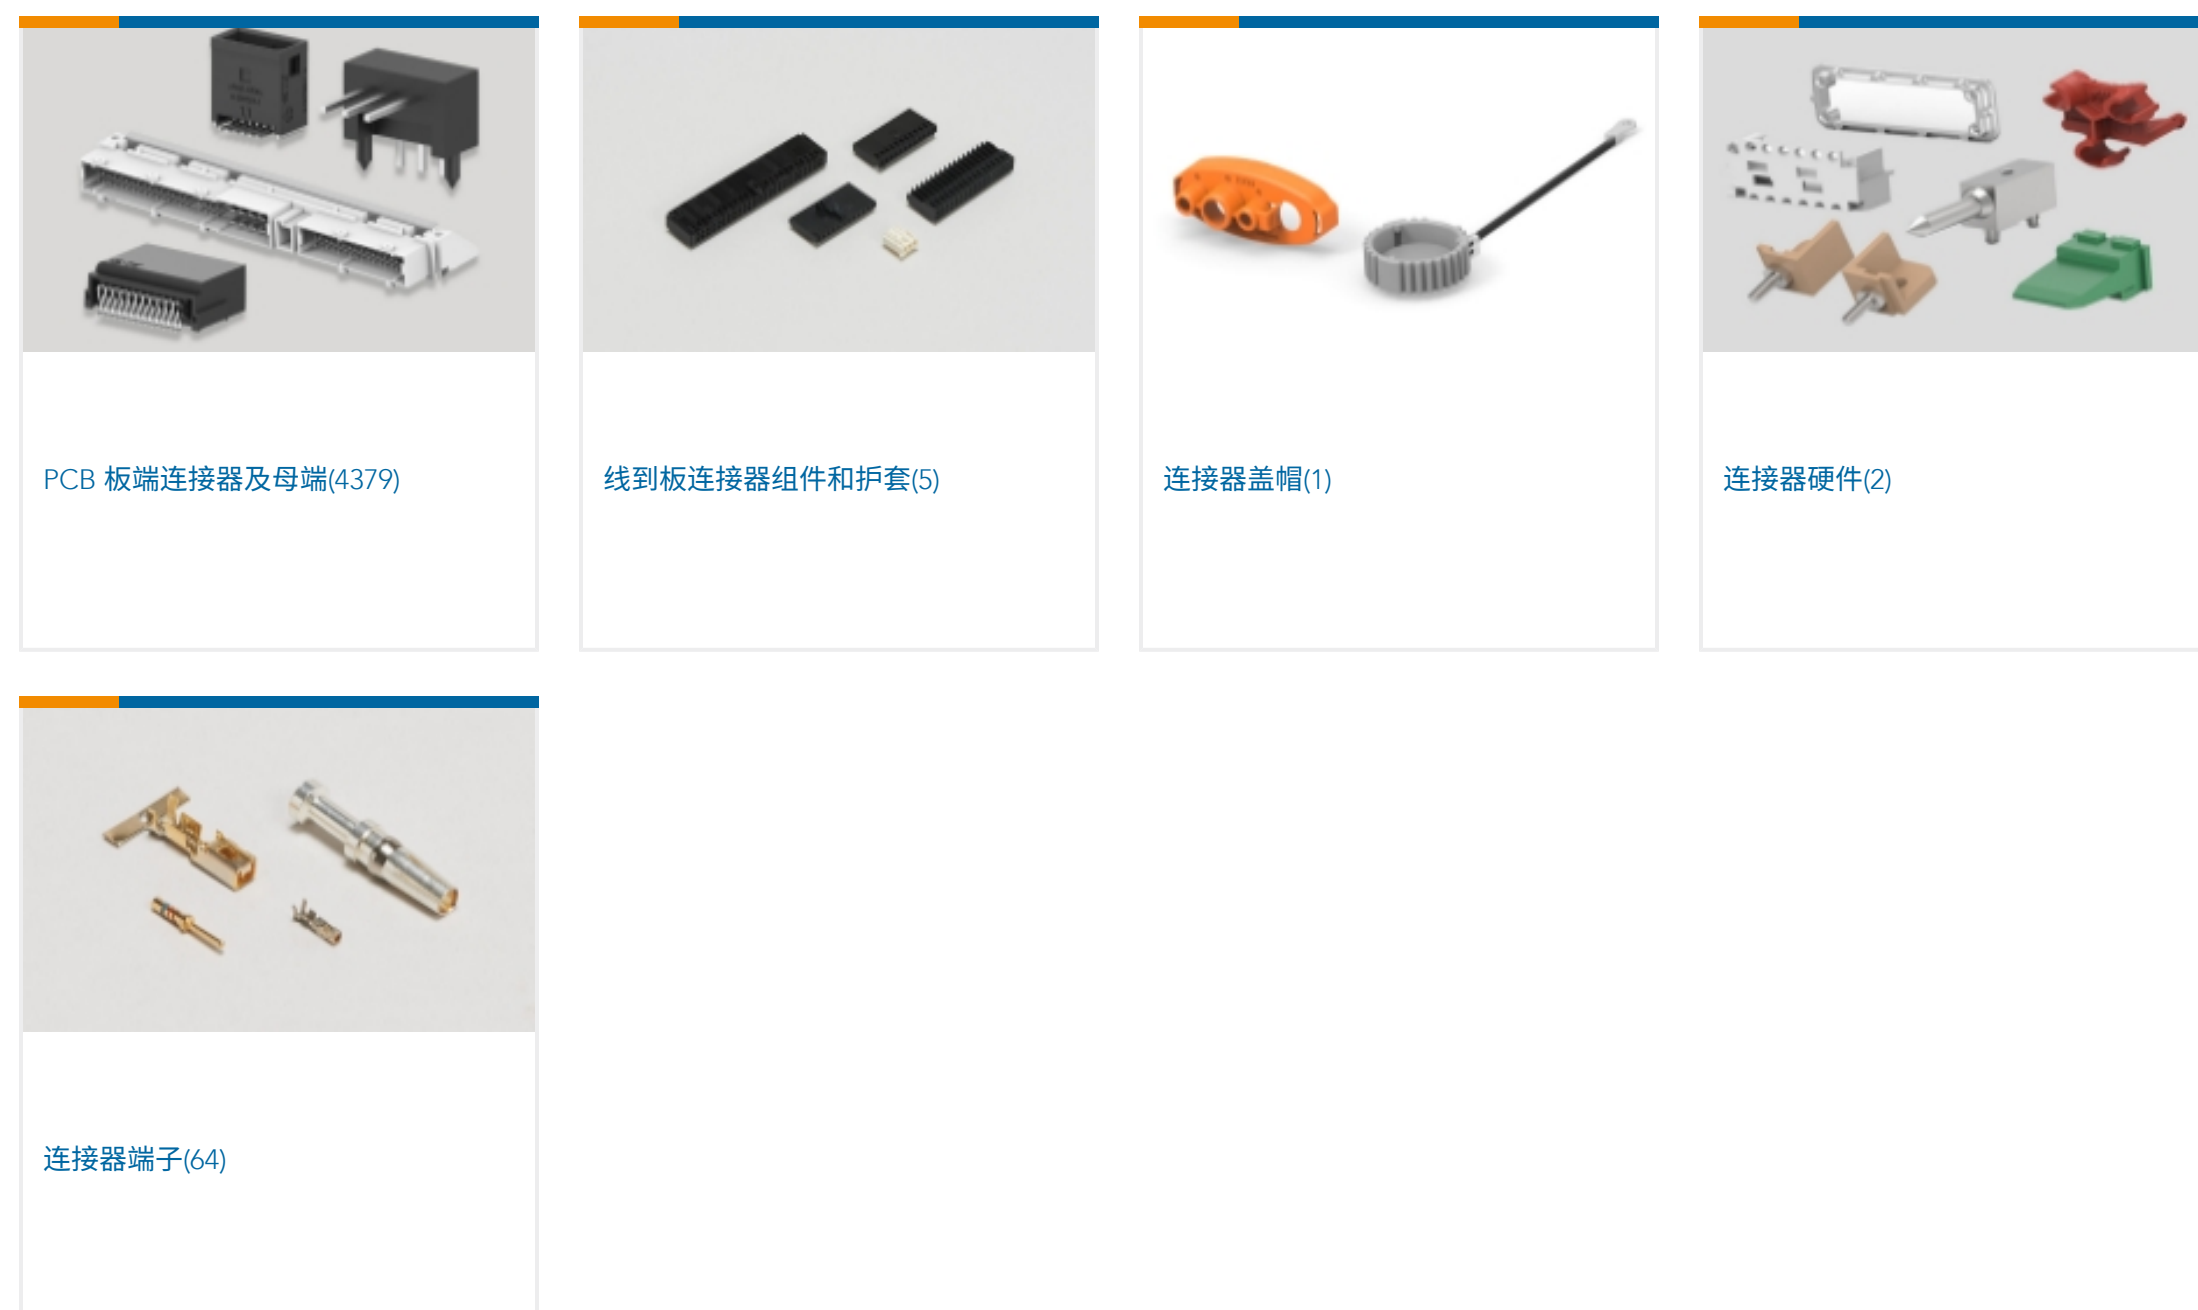 PCB 板端连接器及母端(4379)
线到板连接器组件和护套(5)
连接器盖帽(1)
连接器硬件(2)
连接器端子(64)